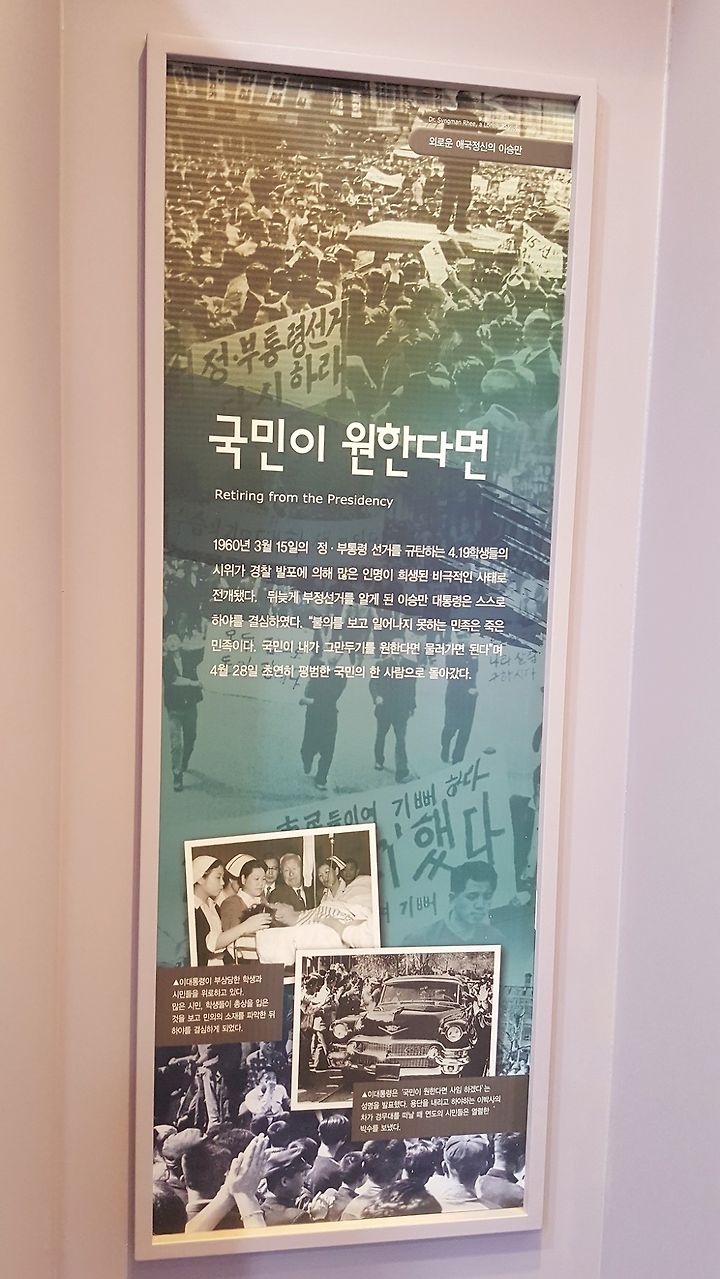 Dr. Syngman Rhee, a
외로운 애국정신의 이승만
정·부통령선거
다시 하라
국민이 원한다면
Retiring from the Presidency
1960년 3월 15일의 정·부통령 선거를 규탄하는 4.19학생들의
시위가 경찰 발포에 의해 많은 인명이 희생된 비극적인 사태로
전개됐다. 뒤늦게 부정선거를 알게 된 이승만 대통령은 스스로
하야를 결심하였다. "불의를 보고 일어나지 못하는 민족은 죽은
민족이다. 국민이 내가 그만두기를 원한다면 물러가면 된다"며
4월 28일 초연히 평범한 국민의 한 사람으로 돌아갔다.
기뻐 하다
했다
기뻐
▲이대통령이 부상당한 학생과
시민들을 위로하고 있다.
많은 시민, 학생들이 총상을 입은
것을 보고 민의의 소재를 파악한 뒤
하야를 결심하게 되었다.
▲이대통령은 '국민이 원한다면 사임 하겠다'는
성명을 발표했다. 용단을 내리고 하야하는 이박사의
차가 경무대를 떠날 때 연도의 시민들은 열렬한
박수를 보냈다.